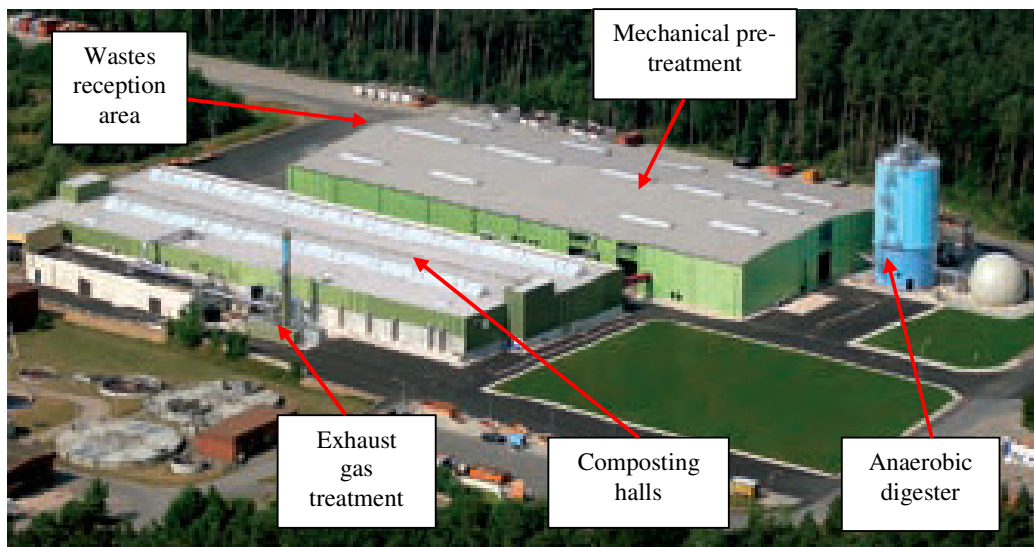 Wastes
reception
area
Mechanical pre-
treatment
Exhaust
gas
treatment
Composting
halls
Anaerobic
digester